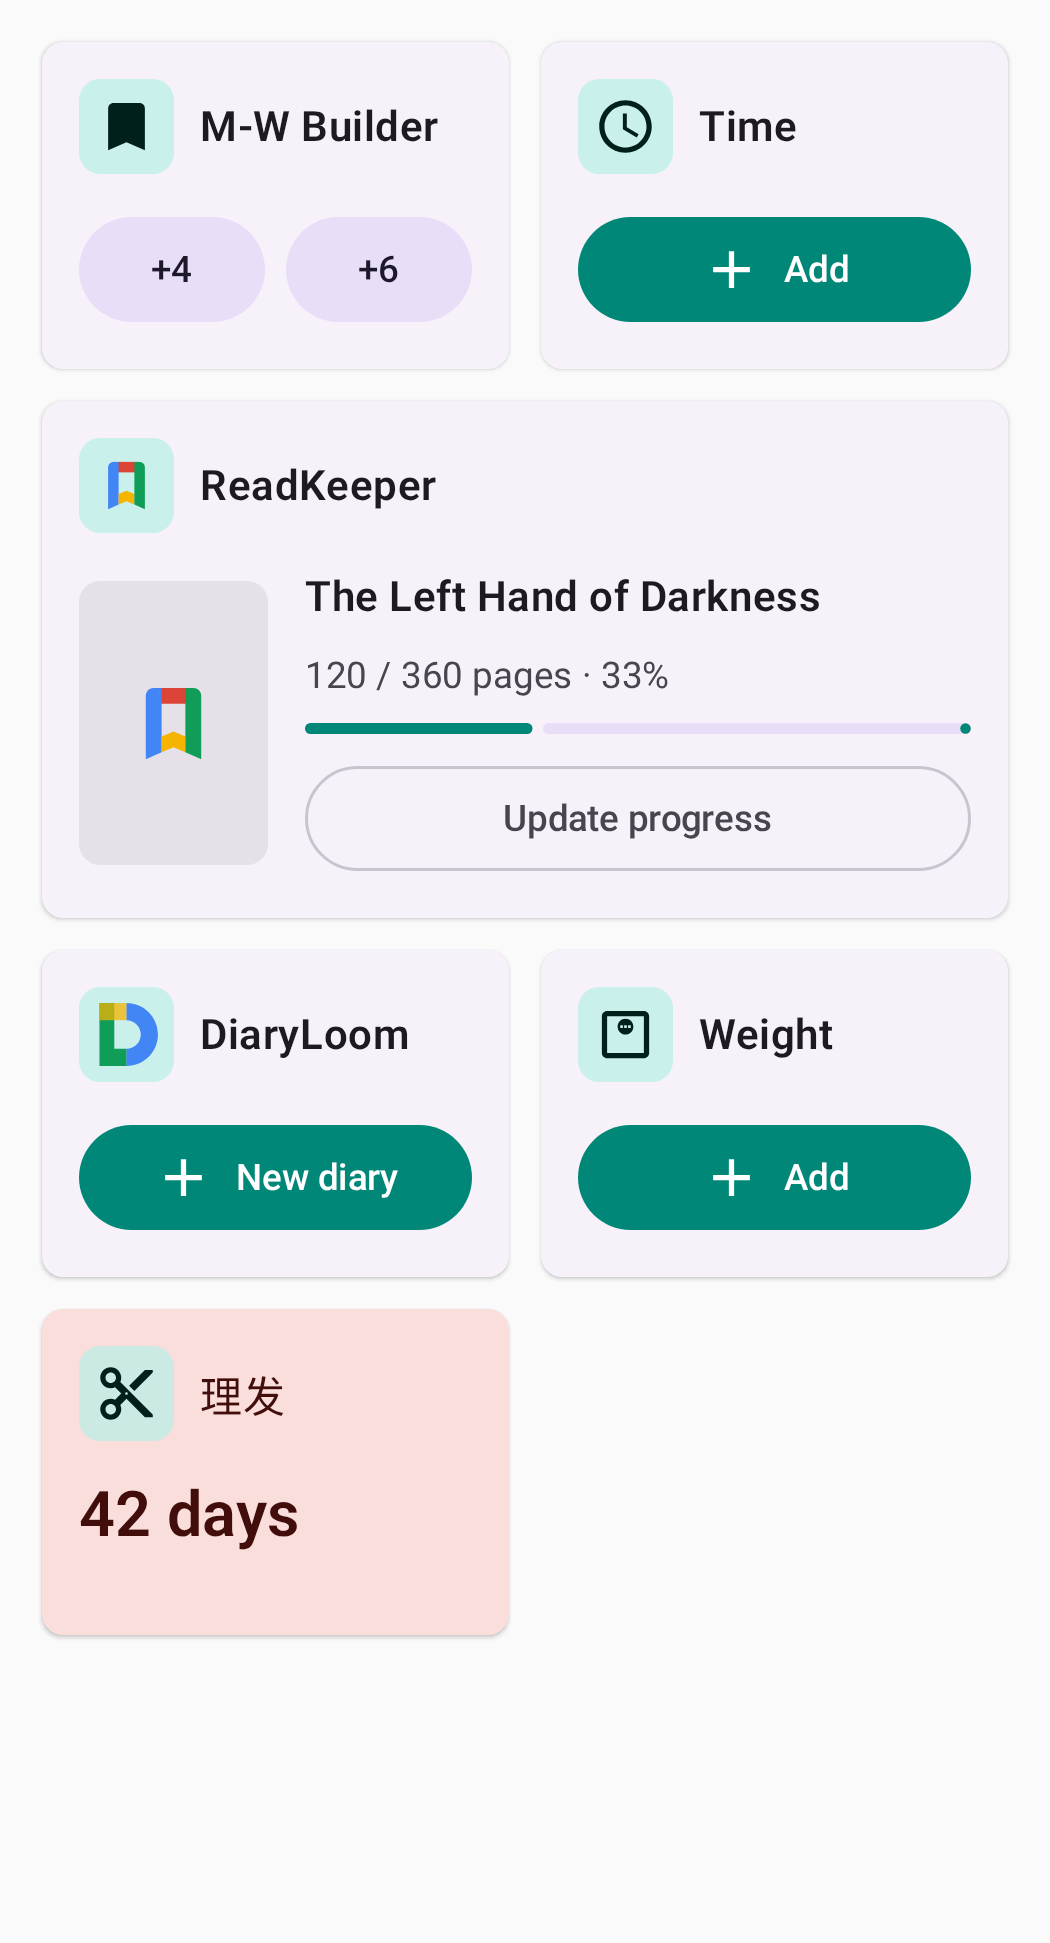 M-W Builder
+4
+6
Time
Add
ReadKeeper
The Left Hand of Darkness
120 / 360 pages · 33%
Update progress
DiaryLoom
New diary
Weight
Add
理发
42 days